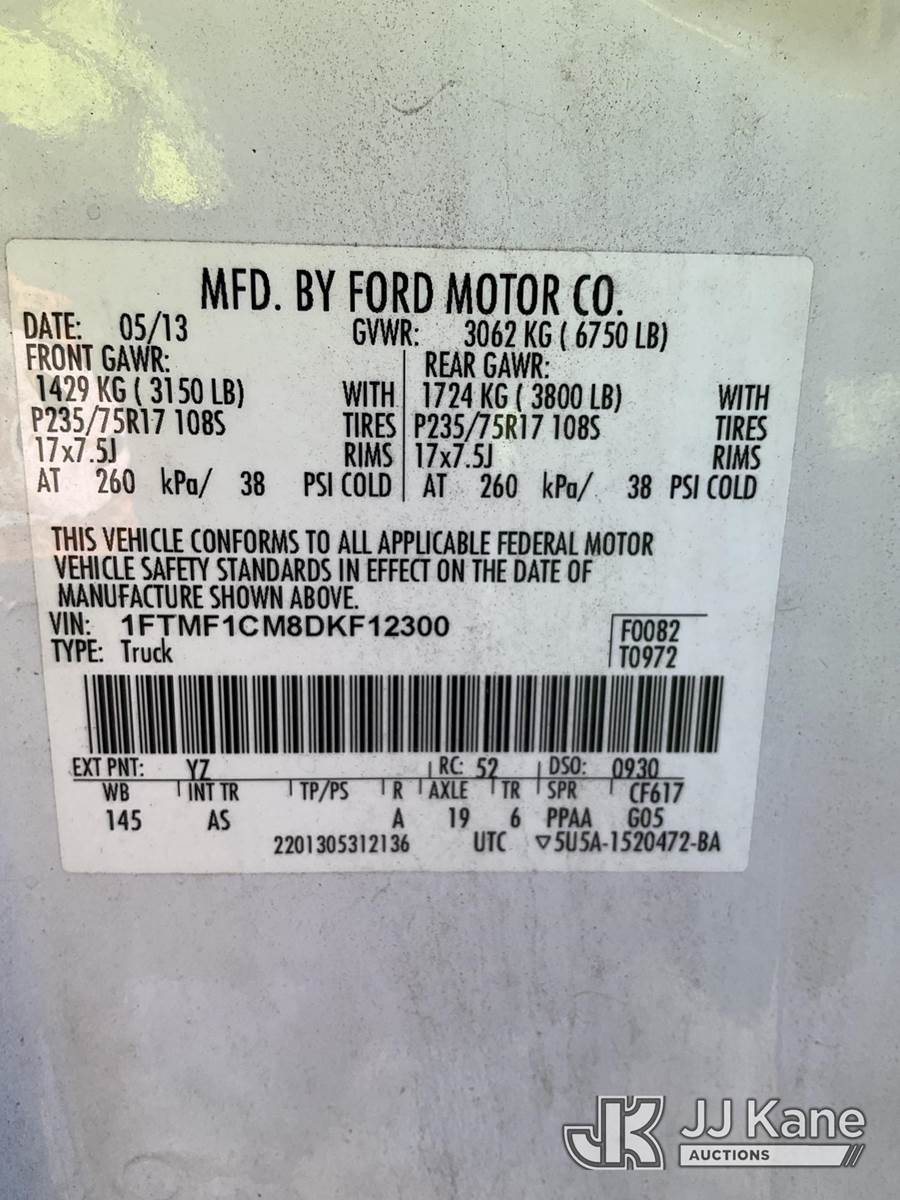 MFD. BY FORD MOTOR CO.
DATE: 05/13 GVWR: 3062 KG ( 6750 LB)
FRONT GAWR: REAR GAWR:
1429 KG ( 3150 LB) WITH 1724 KG ( 3800 LB) WITH
P235/75R17 108S TIRES P235/75R17 108S TIRES
17x7.5J RIMS 17x7.5J RIMS
AT 260 kPa/ 38 PSI COLD AT 260 kPa/ 38 PSI COLD
THIS VEHICLE CONFORMS TO ALL APPLICABLE FEDERAL MOTOR
VEHICLE SAFETY STANDARDS IN EFFECT ON THE DATE OF
MANUFACTURE SHOWN ABOVE.
VIN: 1FTMF1CM8DKF12300 F0082
TYPE: Truck T0972
EXT PNT: YZ RC: 52 DSO: 0930
WB INT TR TP/PS R AXLE TR SPR CF617
145 AS A 19 6 PPAA G05
2201305312136 UTC ▽5U5A-1520472-BA
JK JJ Kane
AUCTIONS